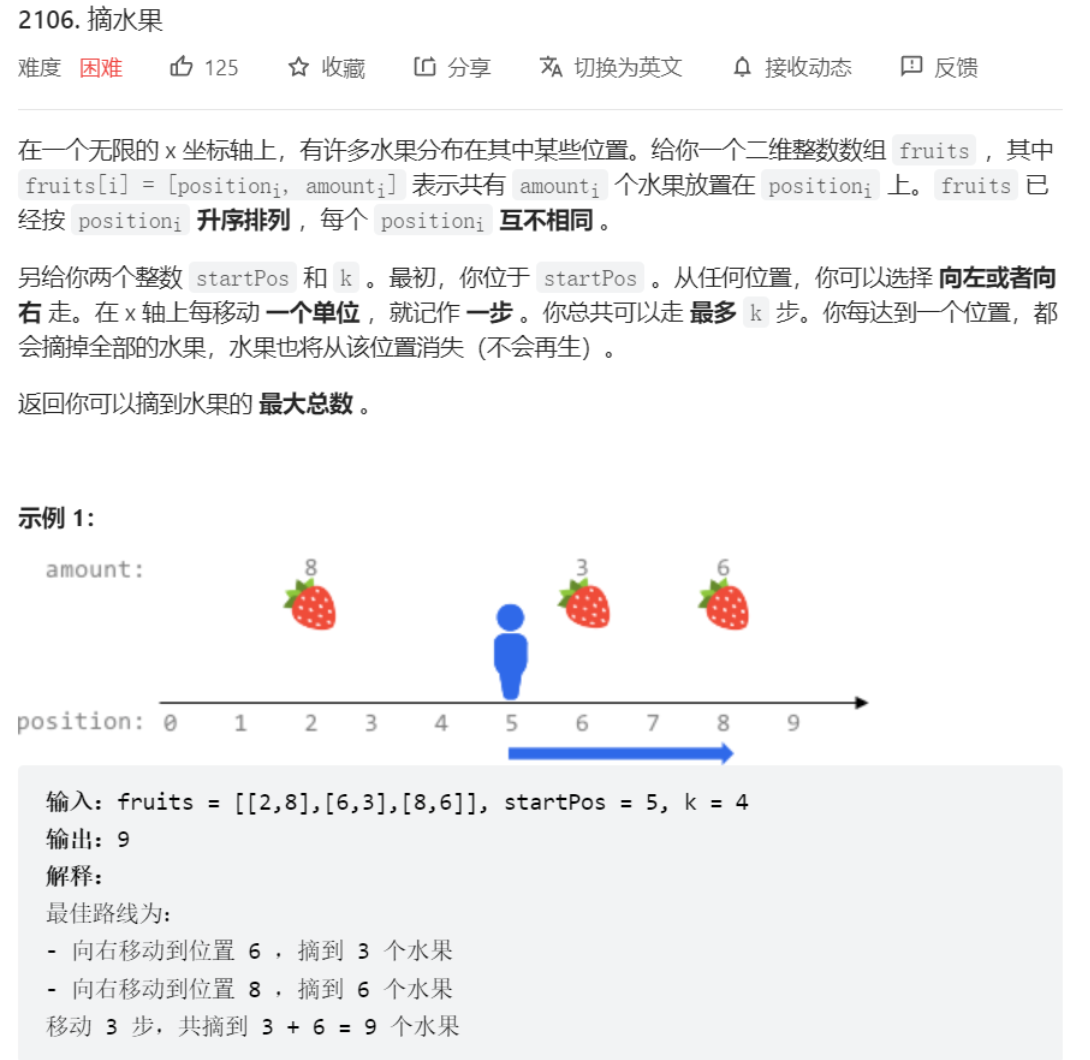 2106. 摘水果
难度 困难 125 收藏 分享 切换为英文 接收动态 反馈
在一个无限的 x 坐标轴上，有许多水果分布在其中某些位置。给你一个二维整数数组 fruits ，其中
fruits[i] = [positioni, amounti] 表示共有 amounti 个水果放置在 positioni 上。fruits 已
经按 positioni 升序排列 ，每个 positioni 互不相同 。
另给你两个整数 startPos 和 k 。最初，你位于 startPos 。从任何位置，你可以选择 向左或者向
右 走。在 x 轴上每移动 一个单位 ，就记作 一步 。你总共可以走 最多 k 步。你每达到一个位置，都
会摘掉全部的水果，水果也将从该位置消失（不会再生）。
返回你可以摘到水果的 最大总数 。
示例 1：
amount: 8 3 6
position: 0 1 2 3 4 5 6 7 8 9
输入：fruits = [[2,8],[6,3],[8,6]], startPos = 5, k = 4
输出：9
解释：
最佳路线为：
- 向右移动到位置 6 ，摘到 3 个水果
- 向右移动到位置 8 ，摘到 6 个水果
移动 3 步，共摘到 3 + 6 = 9 个水果